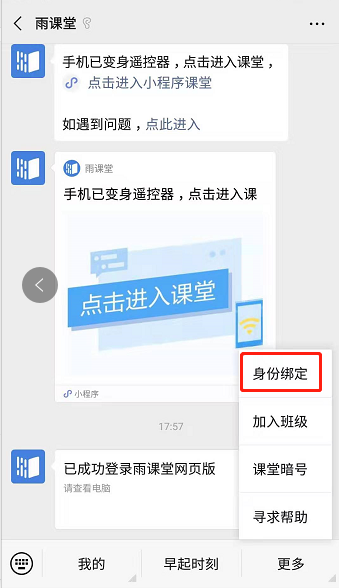 雨课堂
手机已变身遥控器，点击进入课堂，
点击进入小程序课堂
如遇到问题，点此进入
雨课堂
手机已变身遥控器，点击进入课
点击进入课堂
小程序
17:57
已成功登录雨课堂网页版
请查看电脑
身份绑定
加入班级
课堂暗号
寻求帮助
我的
早起时刻
更多